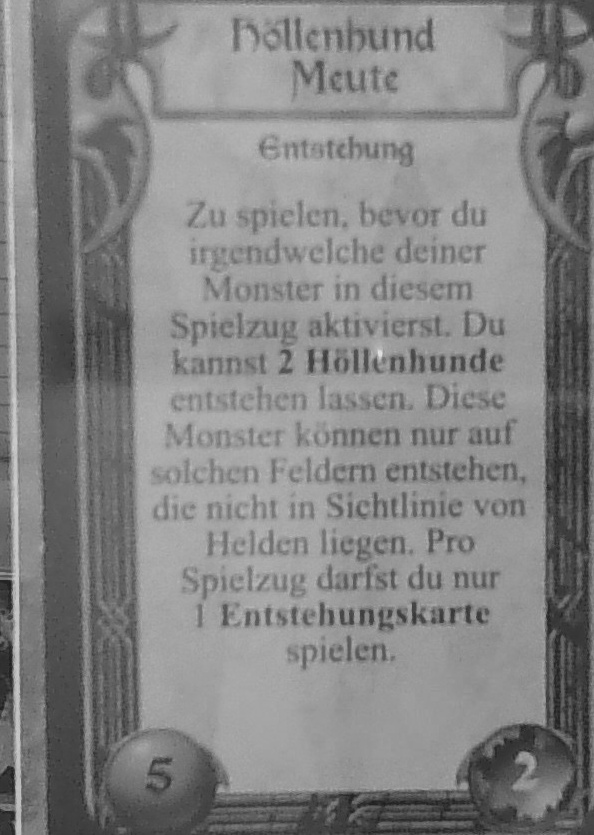 Höllenhund
Meute
Entstehung
Zu spielen, bevor du
irgendwelche deiner
Monster in diesem
Spielzug aktivierst. Du
kannst 2 Höllenhunde
entstehen lassen. Diese
Monster können nur auf
solchen Feldern entstehen,
die nicht in Sichtlinie von
Helden liegen. Pro
Spielzug darfst du nur
1 Entstehungskarte
spielen.
5
2